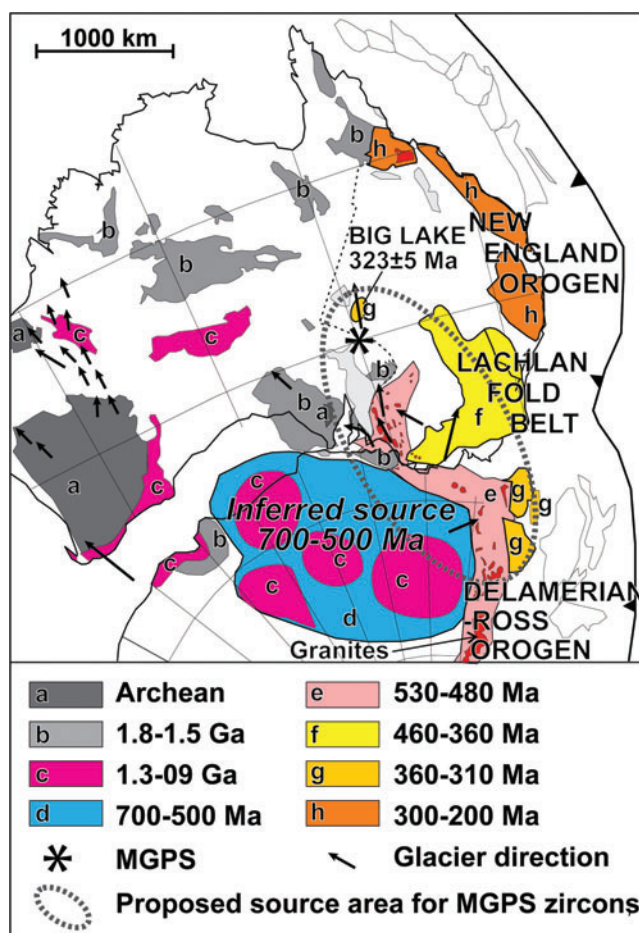 1000 km
b
b
h
h
b
NEW
BIG LAKE
323±5 Ma
ENGLAND
OROGEN
b
g
h
a
c
c
LACHLAN
FOLD
BELT
b
b
a
f
a
c
b
e
g
g
Inferred source
700-500 Ma
c
g
b
c
c
c
c
c
d
DELAMERIAN
-ROSS
OROGEN
Granites
a
Archean
e
530-480 Ma
b
1.8-1.5 Ga
f
460-360 Ma
c
1.3-09 Ga
g
360-310 Ma
d
700-500 Ma
h
300-200 Ma
MGPS
Glacier direction
Proposed source area for MGPS zircons